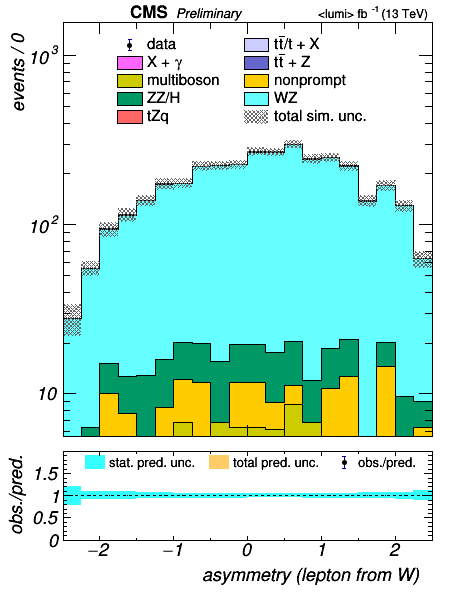 CMS Preliminary <lumi> fb⁻¹ (13 TeV)
events / 0
10³
10²
10
data
X + γ
multiboson
ZZ/H
tZq
tt̄/t + X
tt̄ + Z
nonprompt
WZ
total sim. unc.
obs./pred.
1.5
1
0.5
0
stat. pred. unc. total pred. unc. obs./pred.
−2 −1 0 1 2
asymmetry (lepton from W)